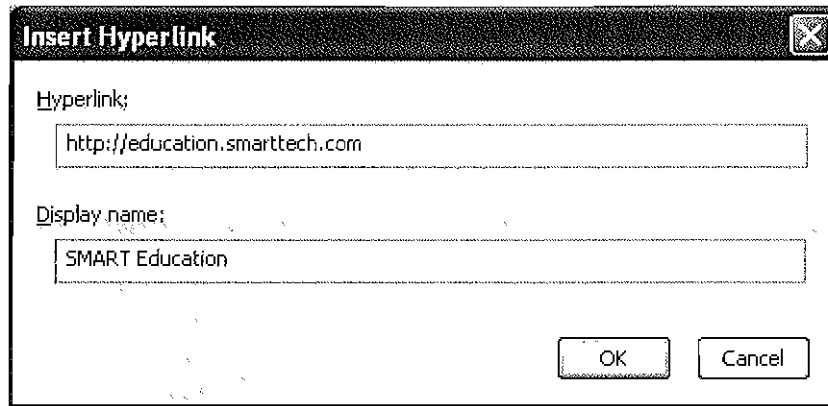 Insert Hyperlink
Hyperlink:
http://education.smarttech.com
Display name:
SMART Education
OK Cancel